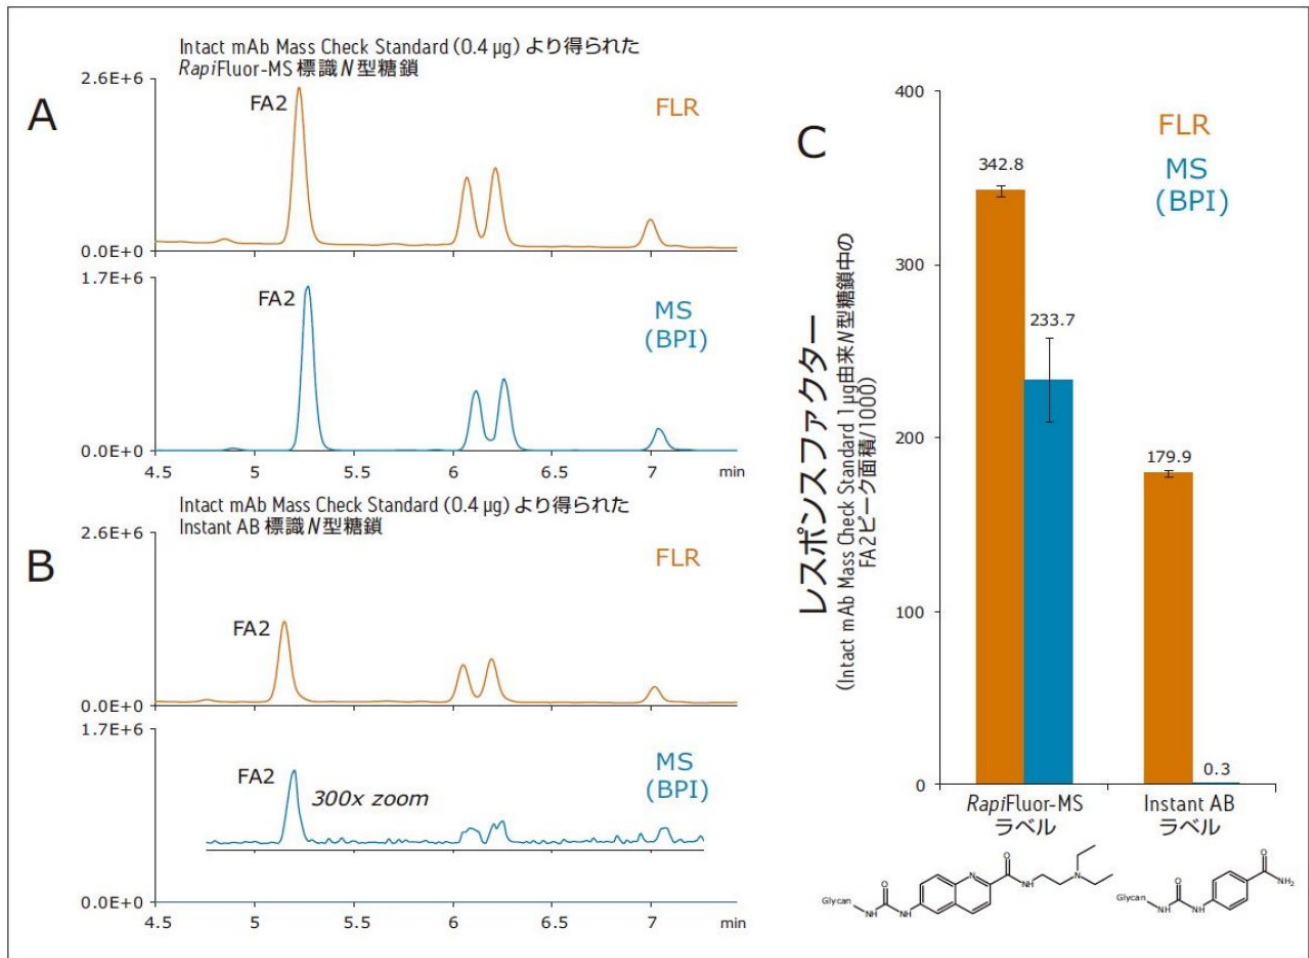 A
Intact mAb Mass Check Standard (0.4 μg) より得られた
RapiFluor-MS 標識 N 型糖鎖
2.6E+6
FA2
FLR
0.0E+0
1.7E+6
FA2
MS
(BPI)
0.0E+0
4.5 5 5.5 6 6.5 7 min
B
Intact mAb Mass Check Standard (0.4 μg) より得られた
Instant AB 標識 N 型糖鎖
2.6E+6
FLR
FA2
0.0E+0
1.7E+6
MS
(BPI)
FA2
300x zoom
0.0E+0
4.5 5 5.5 6 6.5 7 min
C
レスポンスファクター
(Intact mAb Mass Check Standard 1 μg由来N型糖鎖中の
FA2ピーク面積/1000)
400
300
200
100
0
FLR
MS
(BPI)
342.8
233.7
179.9
0.3
RapiFluor-MS
ラベル
Instant AB
ラベル
Glycan
NH
O
NH
N
O
NH
N
Glycan
NH
O
NH
O
NH₂